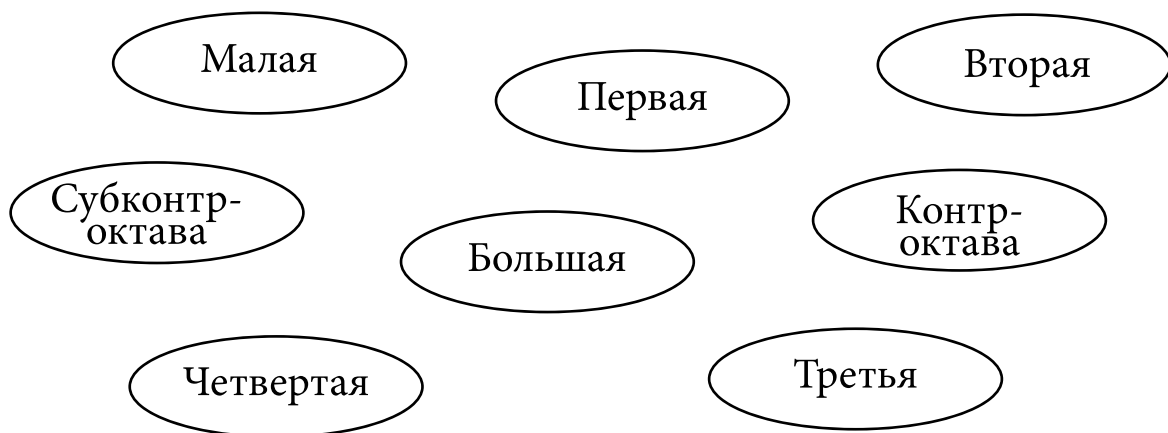 Малая
Первая
Вторая
Субконтр-
октава
Большая
Контр-
октава
Четвертая
Третья